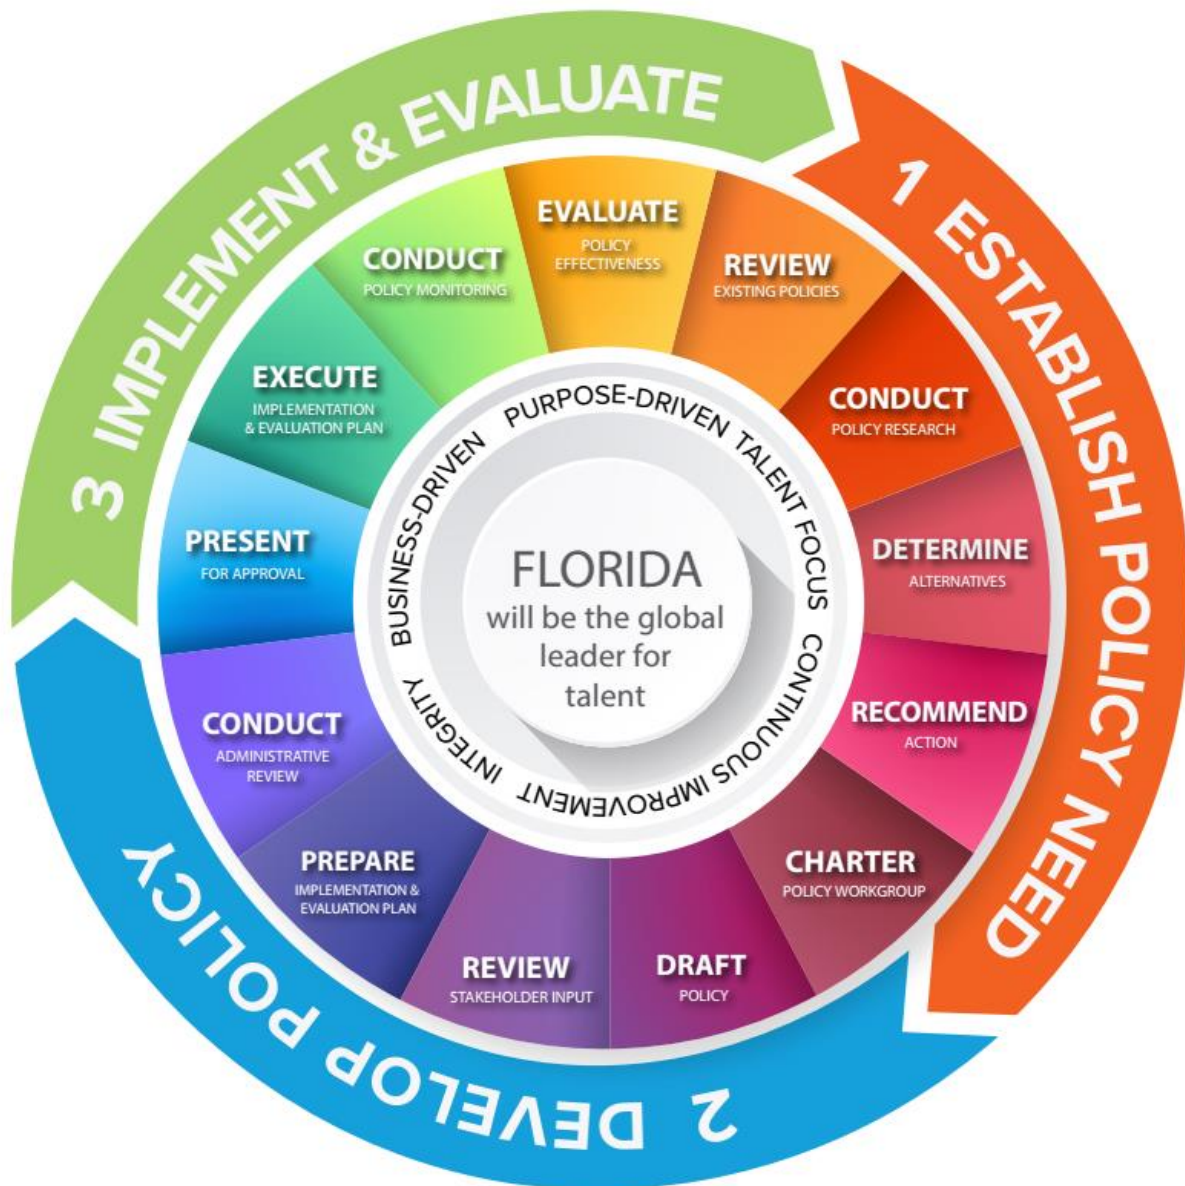 1 ESTABLISH POLICY NEED
2 DEVELOP POLICY
3 IMPLEMENT & EVALUATE
REVIEW
EXISTING POLICIES
CONDUCT
POLICY RESEARCH
DETERMINE
ALTERNATIVES
RECOMMEND
ACTION
CHARTER
POLICY WORKGROUP
DRAFT
POLICY
REVIEW
STAKEHOLDER INPUT
PREPARE
IMPLEMENTATION &
EVALUATION PLAN
CONDUCT
ADMINISTRATIVE
REVIEW
PRESENT
FOR APPROVAL
EXECUTE
IMPLEMENTATION
& EVALUATION PLAN
CONDUCT
POLICY MONITORING
EVALUATE
POLICY
EFFECTIVENESS
BUSINESS-DRIVEN
PURPOSE-DRIVEN TALENT FOCUS
CONTINUOUS IMPROVEMENT
INTEGRITY
FLORIDA
will be the global
leader for
talent